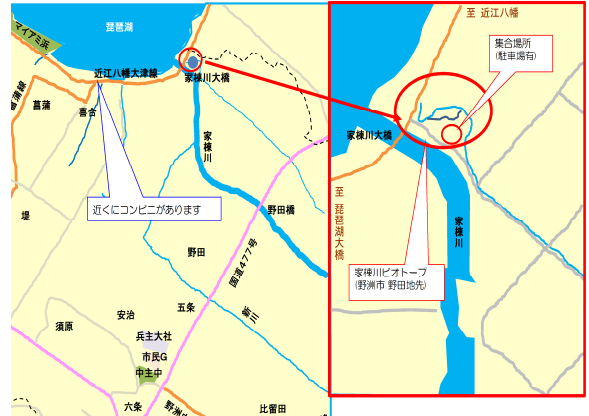 マイアミ浜
琵琶湖
近江八幡大津線
家棟川大橋
菖蒲線
菖蒲
喜合
家棟川
近くにコンビニがあります
堤
野田橋
野田
国道477号
新川
五条
安治
須原
兵主大社
市民G
中主中
六条
野洲
比留田
至 近江八幡
集合場所
(駐車場有)
家棟川大橋
至 琵琶湖大橋
家棟川
家棟川ビオトープ
(野洲市 野田地先)